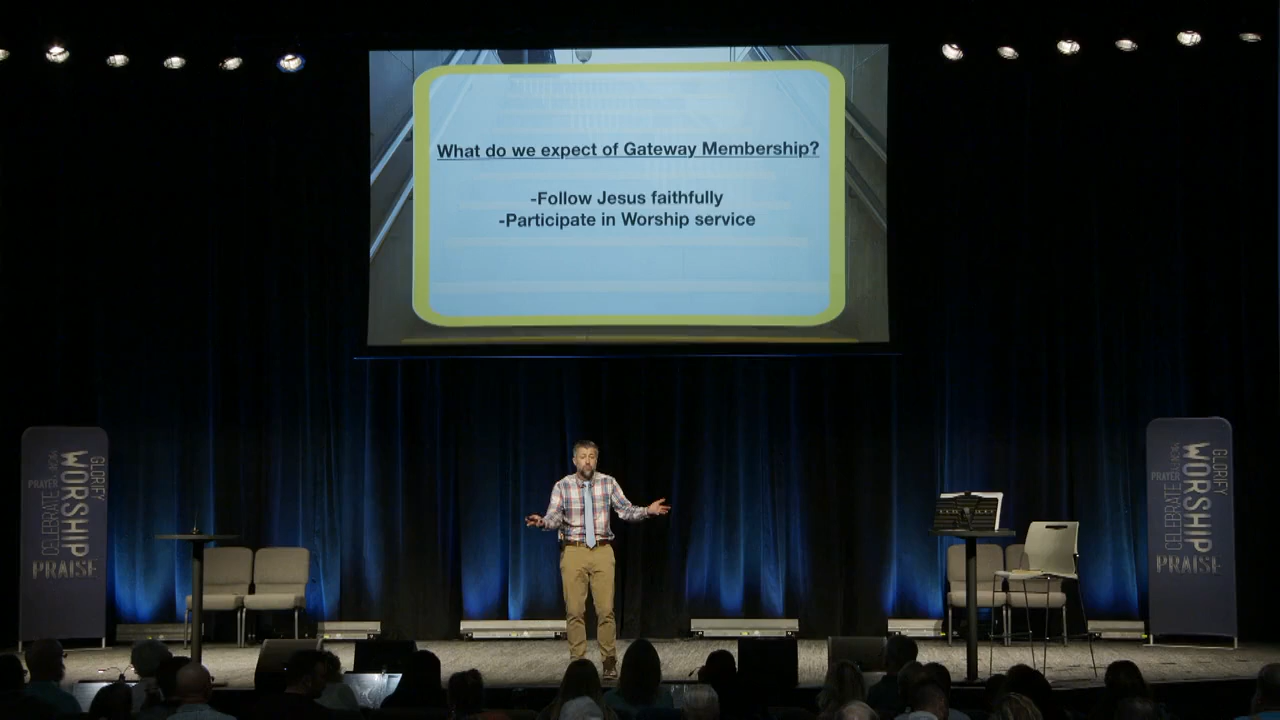 What do we expect of Gateway Membership?
-Follow Jesus faithfully
-Participate in Worship service
GLORIFY
WORSHIP
PRAYER
CELEBRATE
PRAISE
GLORIFY
WORSHIP
PRAYER
CELEBRATE
PRAISE